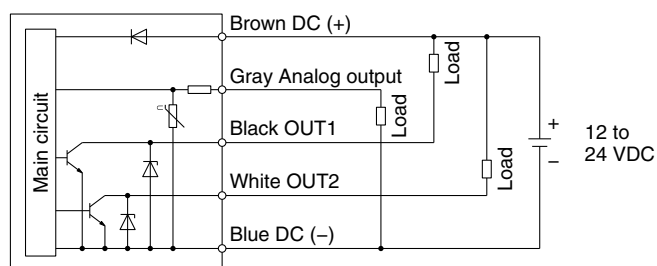 Brown DC (+)
Main circuit
Gray Analog output
Load
Load
Load
Black OUT1
White OUT2
Blue DC (−)
+
−
12 to
24 VDC